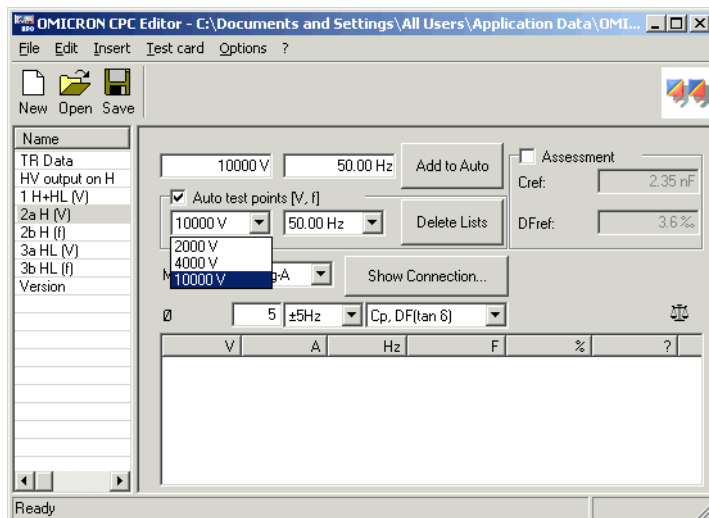 OMICRON CPC Editor - C:\Documents and Settings\All Users\Application Data\OMI...
File Edit Insert Test card Options ?
New Open Save
Name
TR Data
HV output on H
1 H+HL (V)
2a H (V)
2b H (f)
3a HL (V)
3b HL (f)
Version
10000 V 50.00 Hz Add to Auto
Assessment
Cref: 2.35 nF
DFref: 3.6‰
Auto test points [V, f]
10000 V 50.00 Hz Delete Lists
2000 V
4000 V
10000 V
g-A Show Connection...
Ø 5 ±5Hz Cp, DF(tan δ)
V A Hz F % ?
Ready